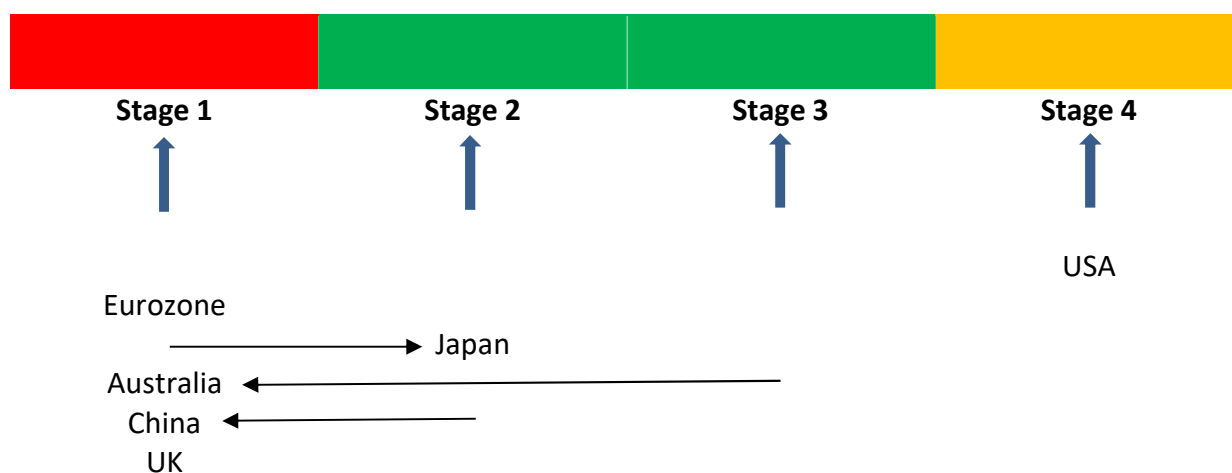 Stage 1 Stage 2 Stage 3 Stage 4
USA
Eurozone
Japan
Australia
China
UK